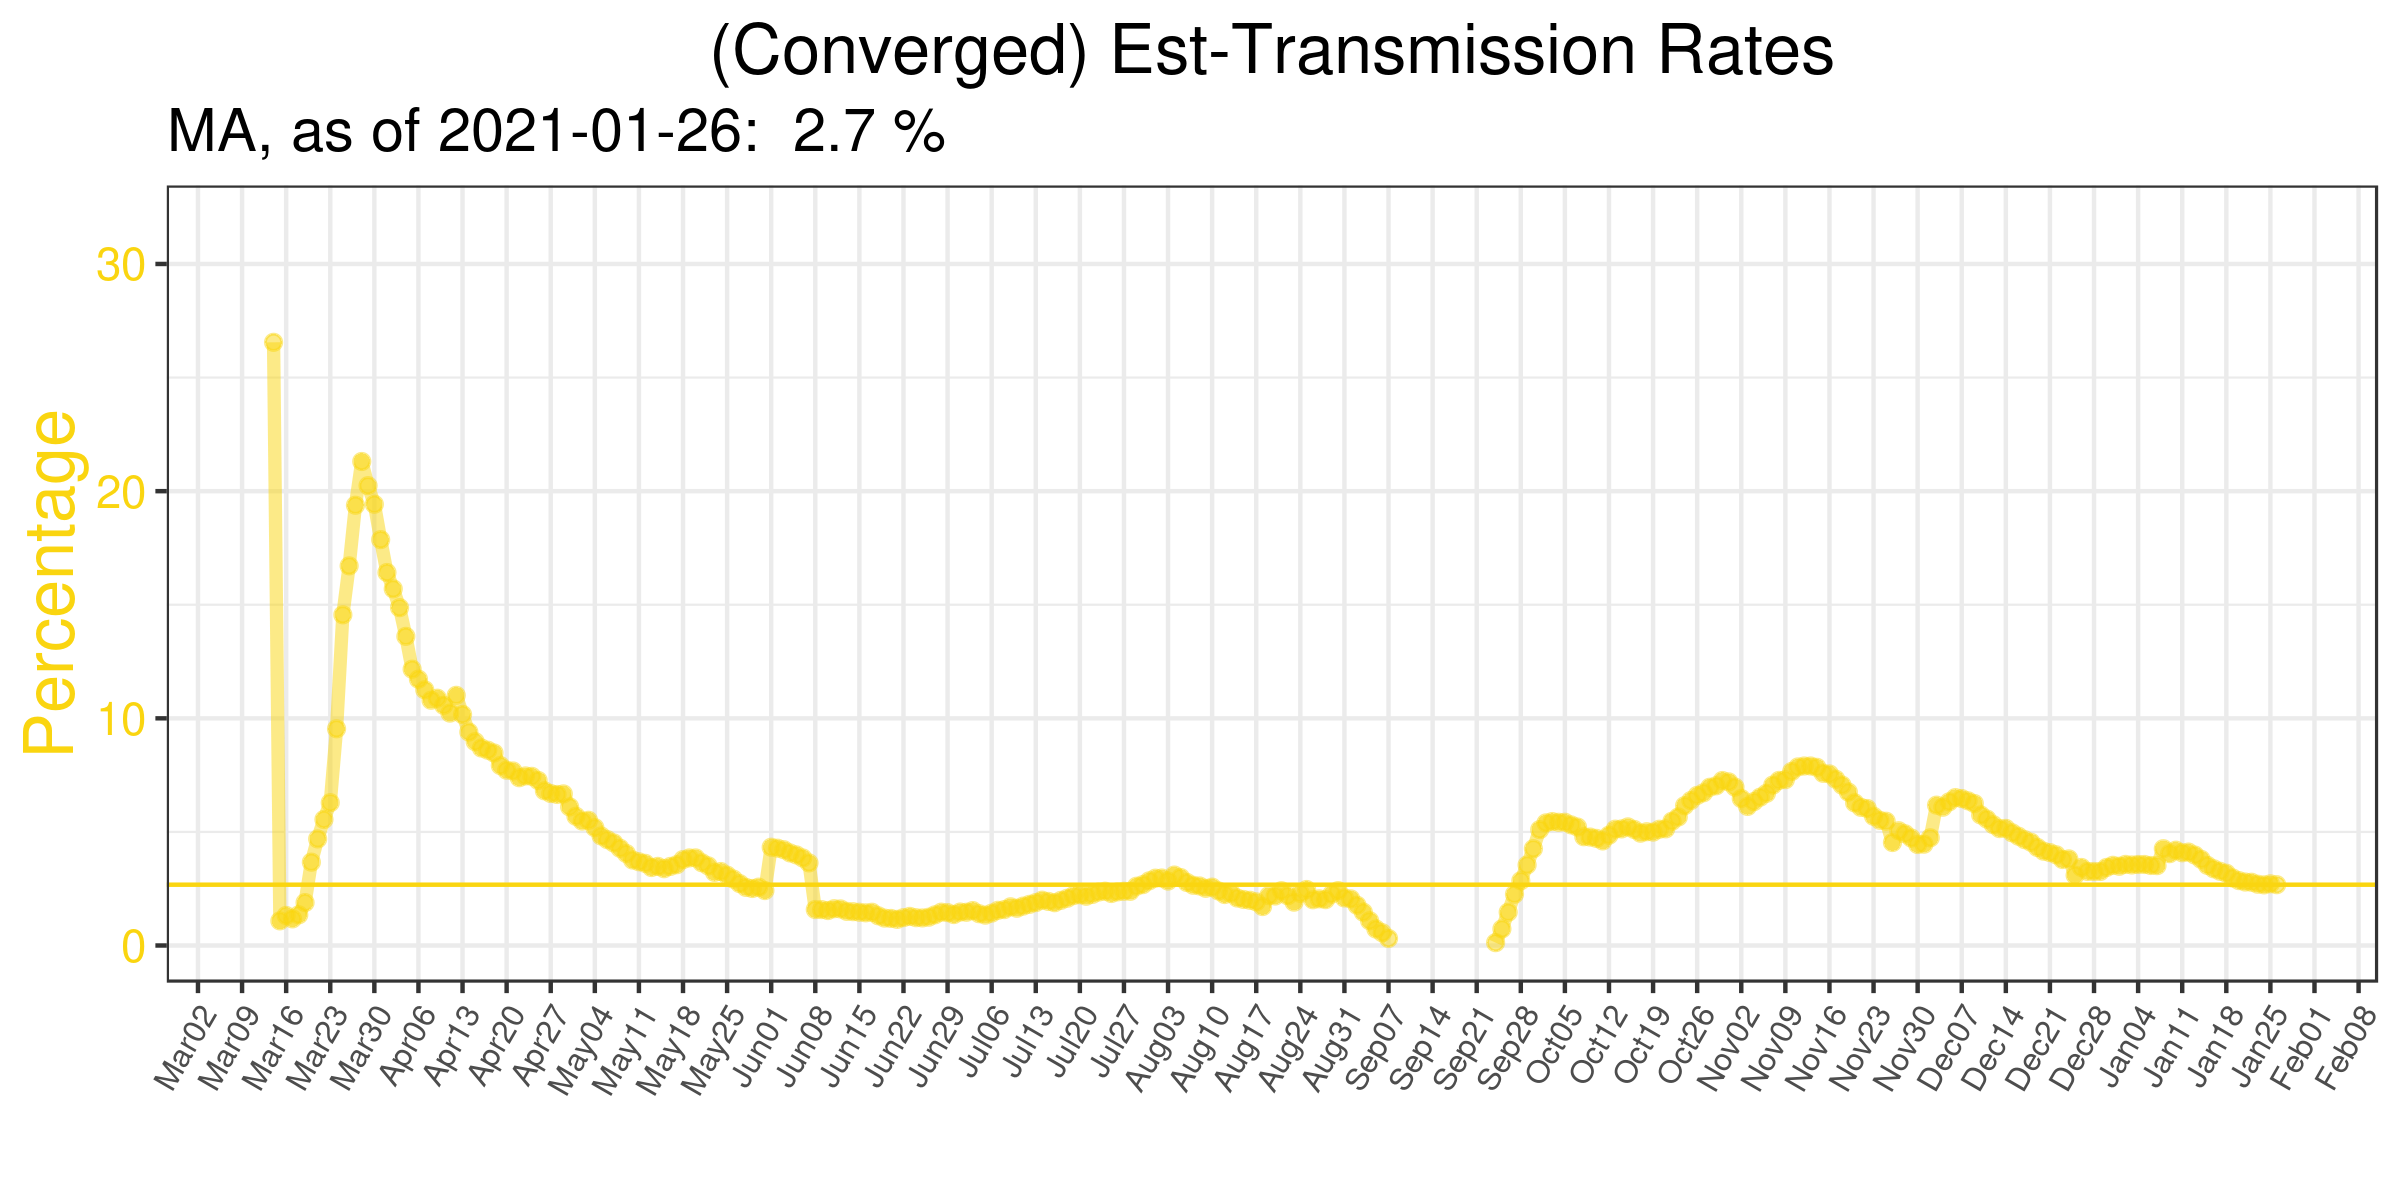 (Converged) Est-Transmission Rates
MA, as of 2021-01-26:  2.7 %
Percentage
30
20
10
0
Mar02
Mar09
Mar16
Mar23
Mar30
Apr06
Apr13
Apr20
Apr27
May04
May11
May18
May25
Jun01
Jun08
Jun15
Jun22
Jun29
Jul06
Jul13
Jul20
Jul27
Aug03
Aug10
Aug17
Aug24
Aug31
Sep07
Sep14
Sep21
Sep28
Oct05
Oct12
Oct19
Oct26
Nov02
Nov09
Nov16
Nov23
Nov30
Dec07
Dec14
Dec21
Dec28
Jan04
Jan11
Jan18
Jan25
Feb01
Feb08